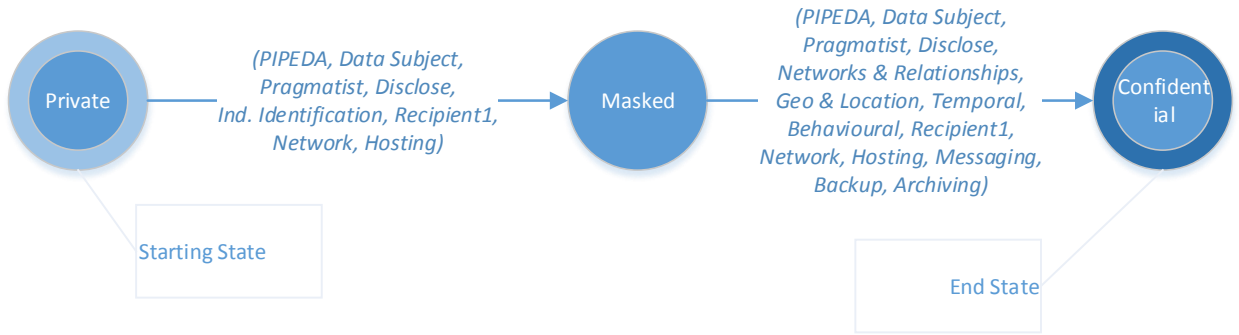 Private
(PIPEDA, Data Subject,
Pragmatist, Disclose,
Ind. Identification, Recipient1,
Network, Hosting)
Masked
(PIPEDA, Data Subject,
Pragmatist, Disclose,
Networks & Relationships,
Geo & Location, Temporal,
Behavioural, Recipient1,
Network, Hosting, Messaging,
Backup, Archiving)
Confident
ial
Starting State
End State